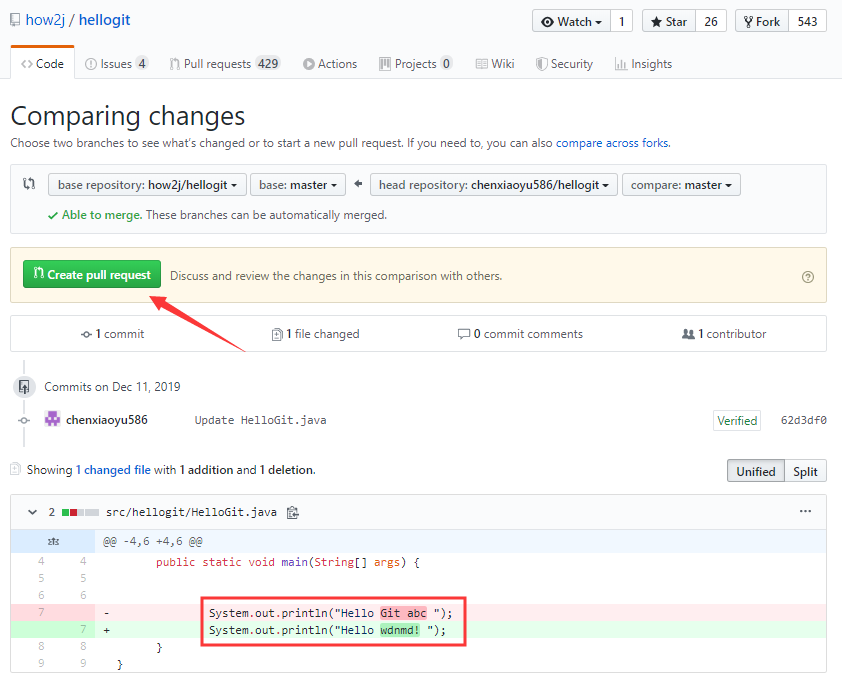 how2j / hellogit
Watch 1 Star 26 Fork 543
Code Issues 4 Pull requests 429 Actions Projects 0 Wiki Security Insights
Comparing changes
Choose two branches to see what's changed or to start a new pull request. If you need to, you can also compare across forks.
base repository: how2j/hellogit base: master head repository: chenxiaoyu586/hellogit compare: master
Able to merge. These branches can be automatically merged.
Create pull request Discuss and review the changes in this comparison with others.
1 commit 1 file changed 0 commit comments 1 contributor
Commits on Dec 11, 2019
chenxiaoyu586 Update HelloGit.java Verified 62d3df0
Showing 1 changed file with 1 addition and 1 deletion. Unified Split
2 src/hellogit/HelloGit.java
@@ -4,6 +4,6 @@
4 4 public static void main(String[] args) {
5 5
6 6
7 - System.out.println("Hello Git abc ");
7 + System.out.println("Hello wdnmd! ");
8 8 }
9 9 }